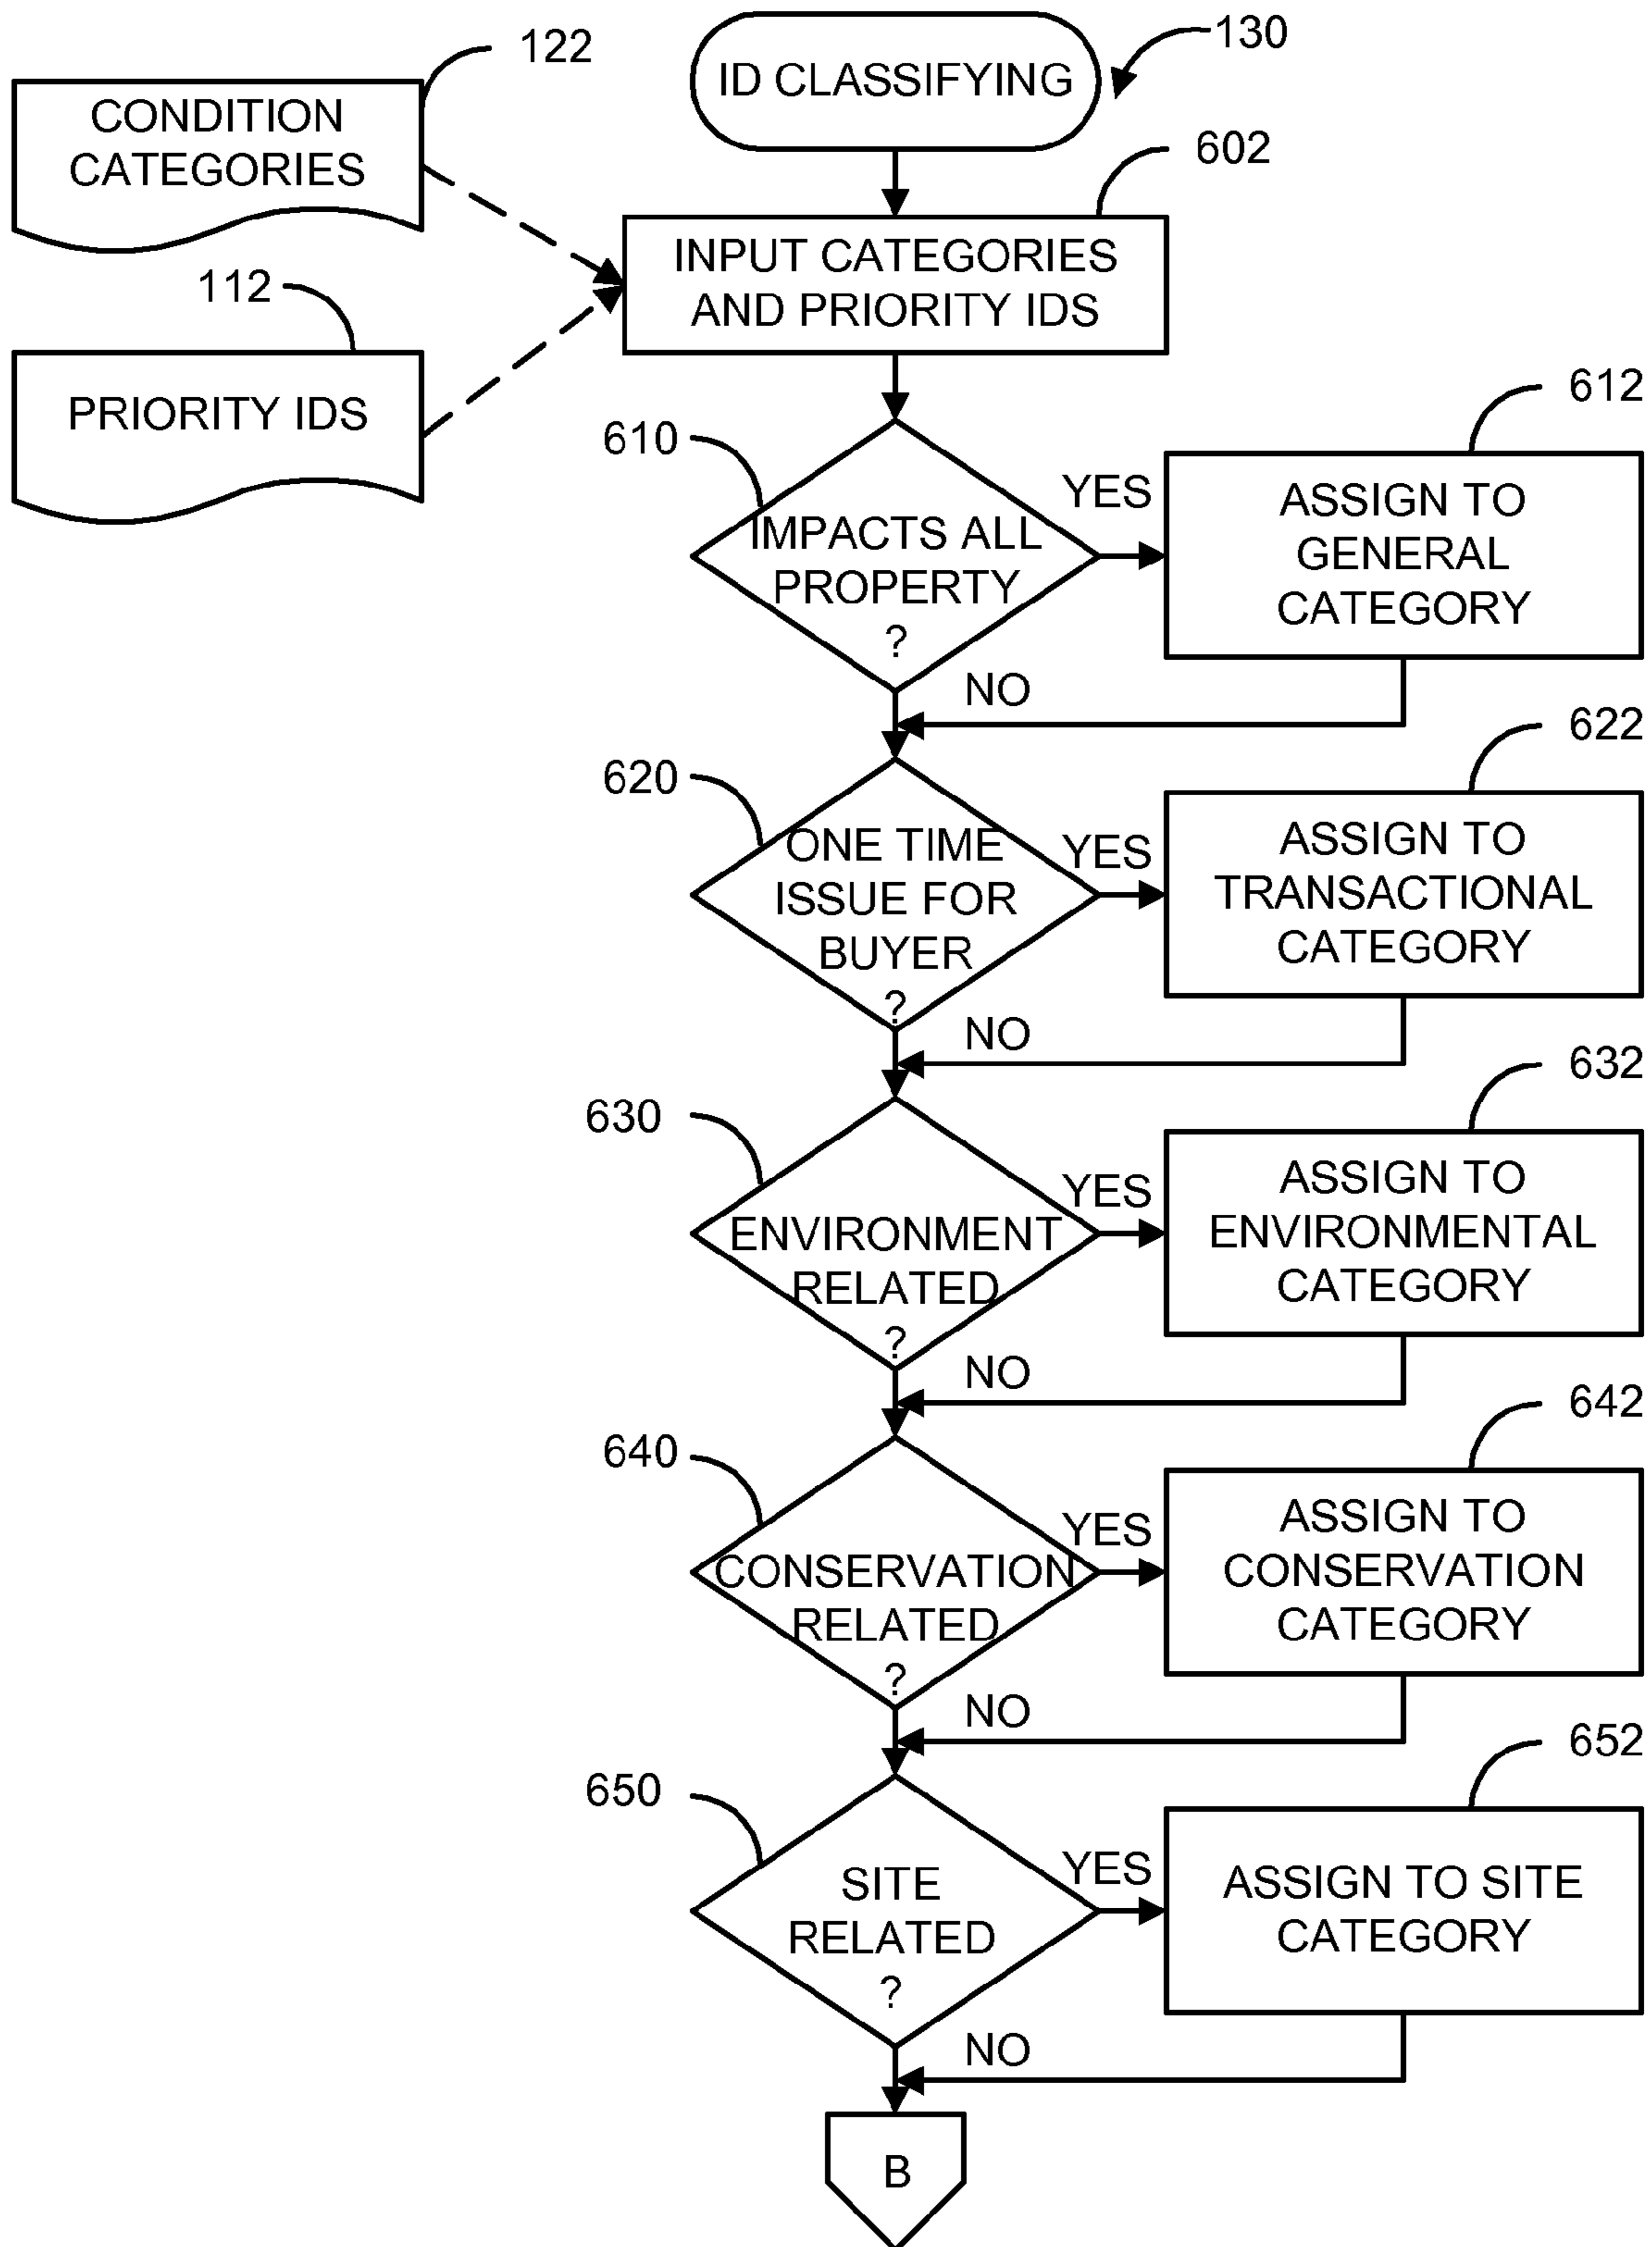 122
CONDITION
CATEGORIES
ID CLASSIFYING
130
602
INPUT CATEGORIES
AND PRIORITY IDS
112
PRIORITY IDS
610
IMPACTS ALL
PROPERTY
?
YES
NO
612
ASSIGN TO
GENERAL
CATEGORY
620
ONE TIME
ISSUE FOR
BUYER
?
YES
NO
622
ASSIGN TO
TRANSACTIONAL
CATEGORY
630
ENVIRONMENT
RELATED
?
YES
NO
632
ASSIGN TO
ENVIRONMENTAL
CATEGORY
640
CONSERVATION
RELATED
?
YES
NO
642
ASSIGN TO
CONSERVATION
CATEGORY
650
SITE
RELATED
?
YES
NO
652
ASSIGN TO SITE
CATEGORY
B